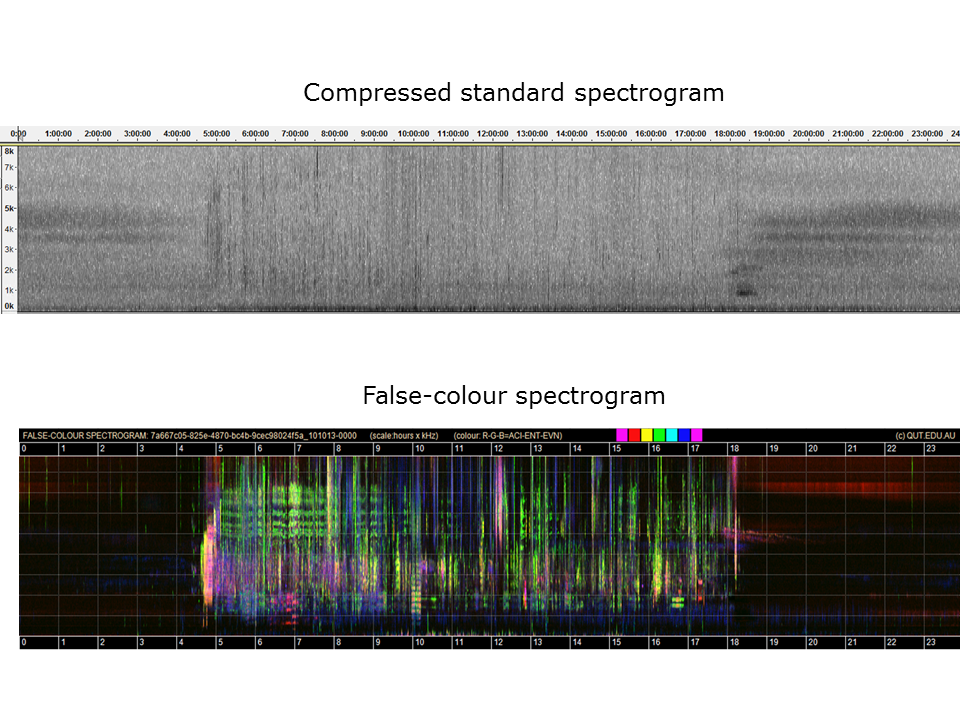 Compressed standard spectrogram
0:00 1:00:00 2:00:00 3:00:00 4:00:00 5:00:00 6:00:00 7:00:00 8:00:00 9:00:00 10:00:00 11:00:00 12:00:00 13:00:00 14:00:00 15:00:00 16:00:00 17:00:00 18:00:00 19:00:00 20:00:00 21:00:00 22:00:00 23:00:00 24
8k
7k
6k
5k
4k
3k
2k
1k
0k
False-colour spectrogram
FALSE-COLOUR SPECTROGRAM: 7a667c05-825e-4870-bc4b-9cec98024f5a_101013-0000 (scale:hours x kHz) (colour: R-G-B=ACI-ENT-EVN) (c) QUT.EDU.AU
0 1 2 3 4 5 6 7 8 9 10 11 12 13 14 15 16 17 18 19 20 21 22 23
0 1 2 3 4 5 6 7 8 9 10 11 12 13 14 15 16 17 18 19 20 21 22 23